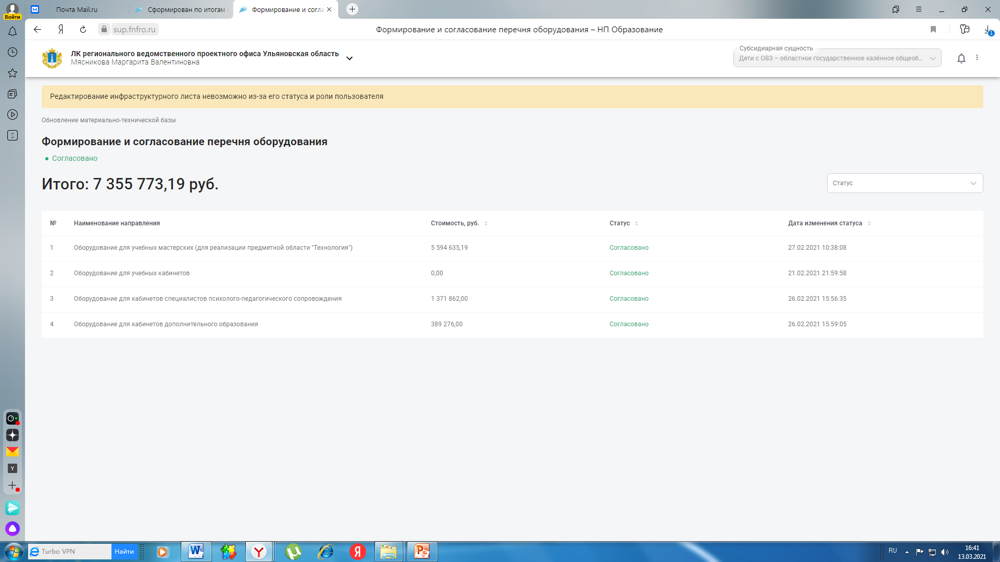 Войти
Почта Mail.ru
Сформирован по итогам
Формирование и согла
sup.fnfro.ru
Формирование и согласование перечня оборудования – НП Образование
1
ЛК регионального ведомственного проектного офиса Ульяновская область
Мясникова Маргарита Валентиновна
Субсидиарная сущность
Дети с ОВЗ – областное государственное казённое общеоб...
Редактирование инфраструктурного листа невозможно из-за его статуса и роли пользователя
5
Обновление материально-технической базы
Формирование и согласование перечня оборудования
Согласовано
Итого: 7 355 773,19 руб.
Статус
№ Наименование направления Стоимость, руб. Статус Дата изменения статуса
1 Оборудование для учебных мастерских (для реализации предметной области "Технология") 5 594 635,19 Согласовано 27.02.2021 10:38:08
2 Оборудование для учебных кабинетов 0,00 Согласовано 21.02.2021 21:59:58
3 Оборудование для кабинетов специалистов психолого-педагогического сопровождения 1 371 862,00 Согласовано 26.02.2021 15:56:35
4 Оборудование для кабинетов дополнительного образования 389 276,00 Согласовано 26.02.2021 15:59:05
Y
Turbo VPN Найти
RU
16:41
13.03.2021